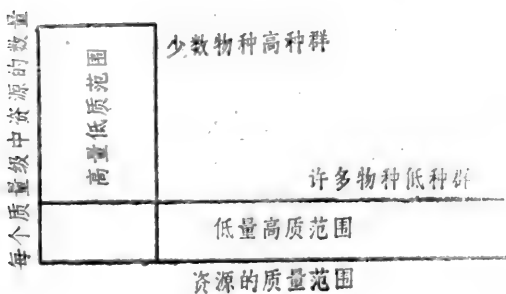 每个质量级中资源的数量
高量低质范围
少数物种高种群
许多物种低种群
低量高质范围
资源的质量范围